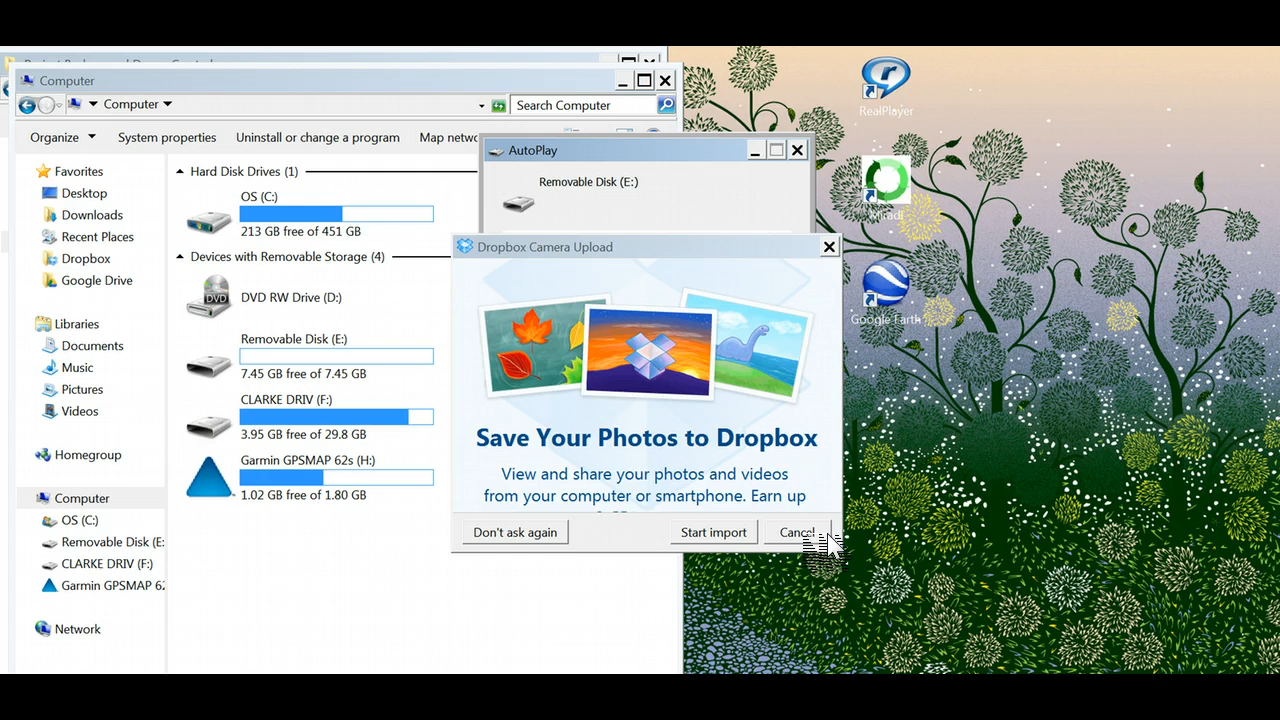 Computer
Computer
Search Computer
Organize
System properties
Uninstall or change a program
Map netwo
Favorites
Desktop
Downloads
Recent Places
Dropbox
Google Drive
Libraries
Documents
Music
Pictures
Videos
Homegroup
Computer
OS (C:)
Removable Disk (E:
CLARKE DRIV (F:)
Garmin GPSMAP 62
Network
Hard Disk Drives (1)
OS (C:)
213 GB free of 451 GB
Devices with Removable Storage (4)
DVD
DVD RW Drive (D:)
Removable Disk (E:)
7.45 GB free of 7.45 GB
CLARKE DRIV (F:)
3.95 GB free of 29.8 GB
Garmin GPSMAP 62s (H:)
1.02 GB free of 1.80 GB
AutoPlay
Removable Disk (E:)
Dropbox Camera Upload
Save Your Photos to Dropbox
View and share your photos and videos
from your computer or smartphone. Earn up
Don't ask again
Start import
Cancel
RealPlayer
Miradi
Google Earth